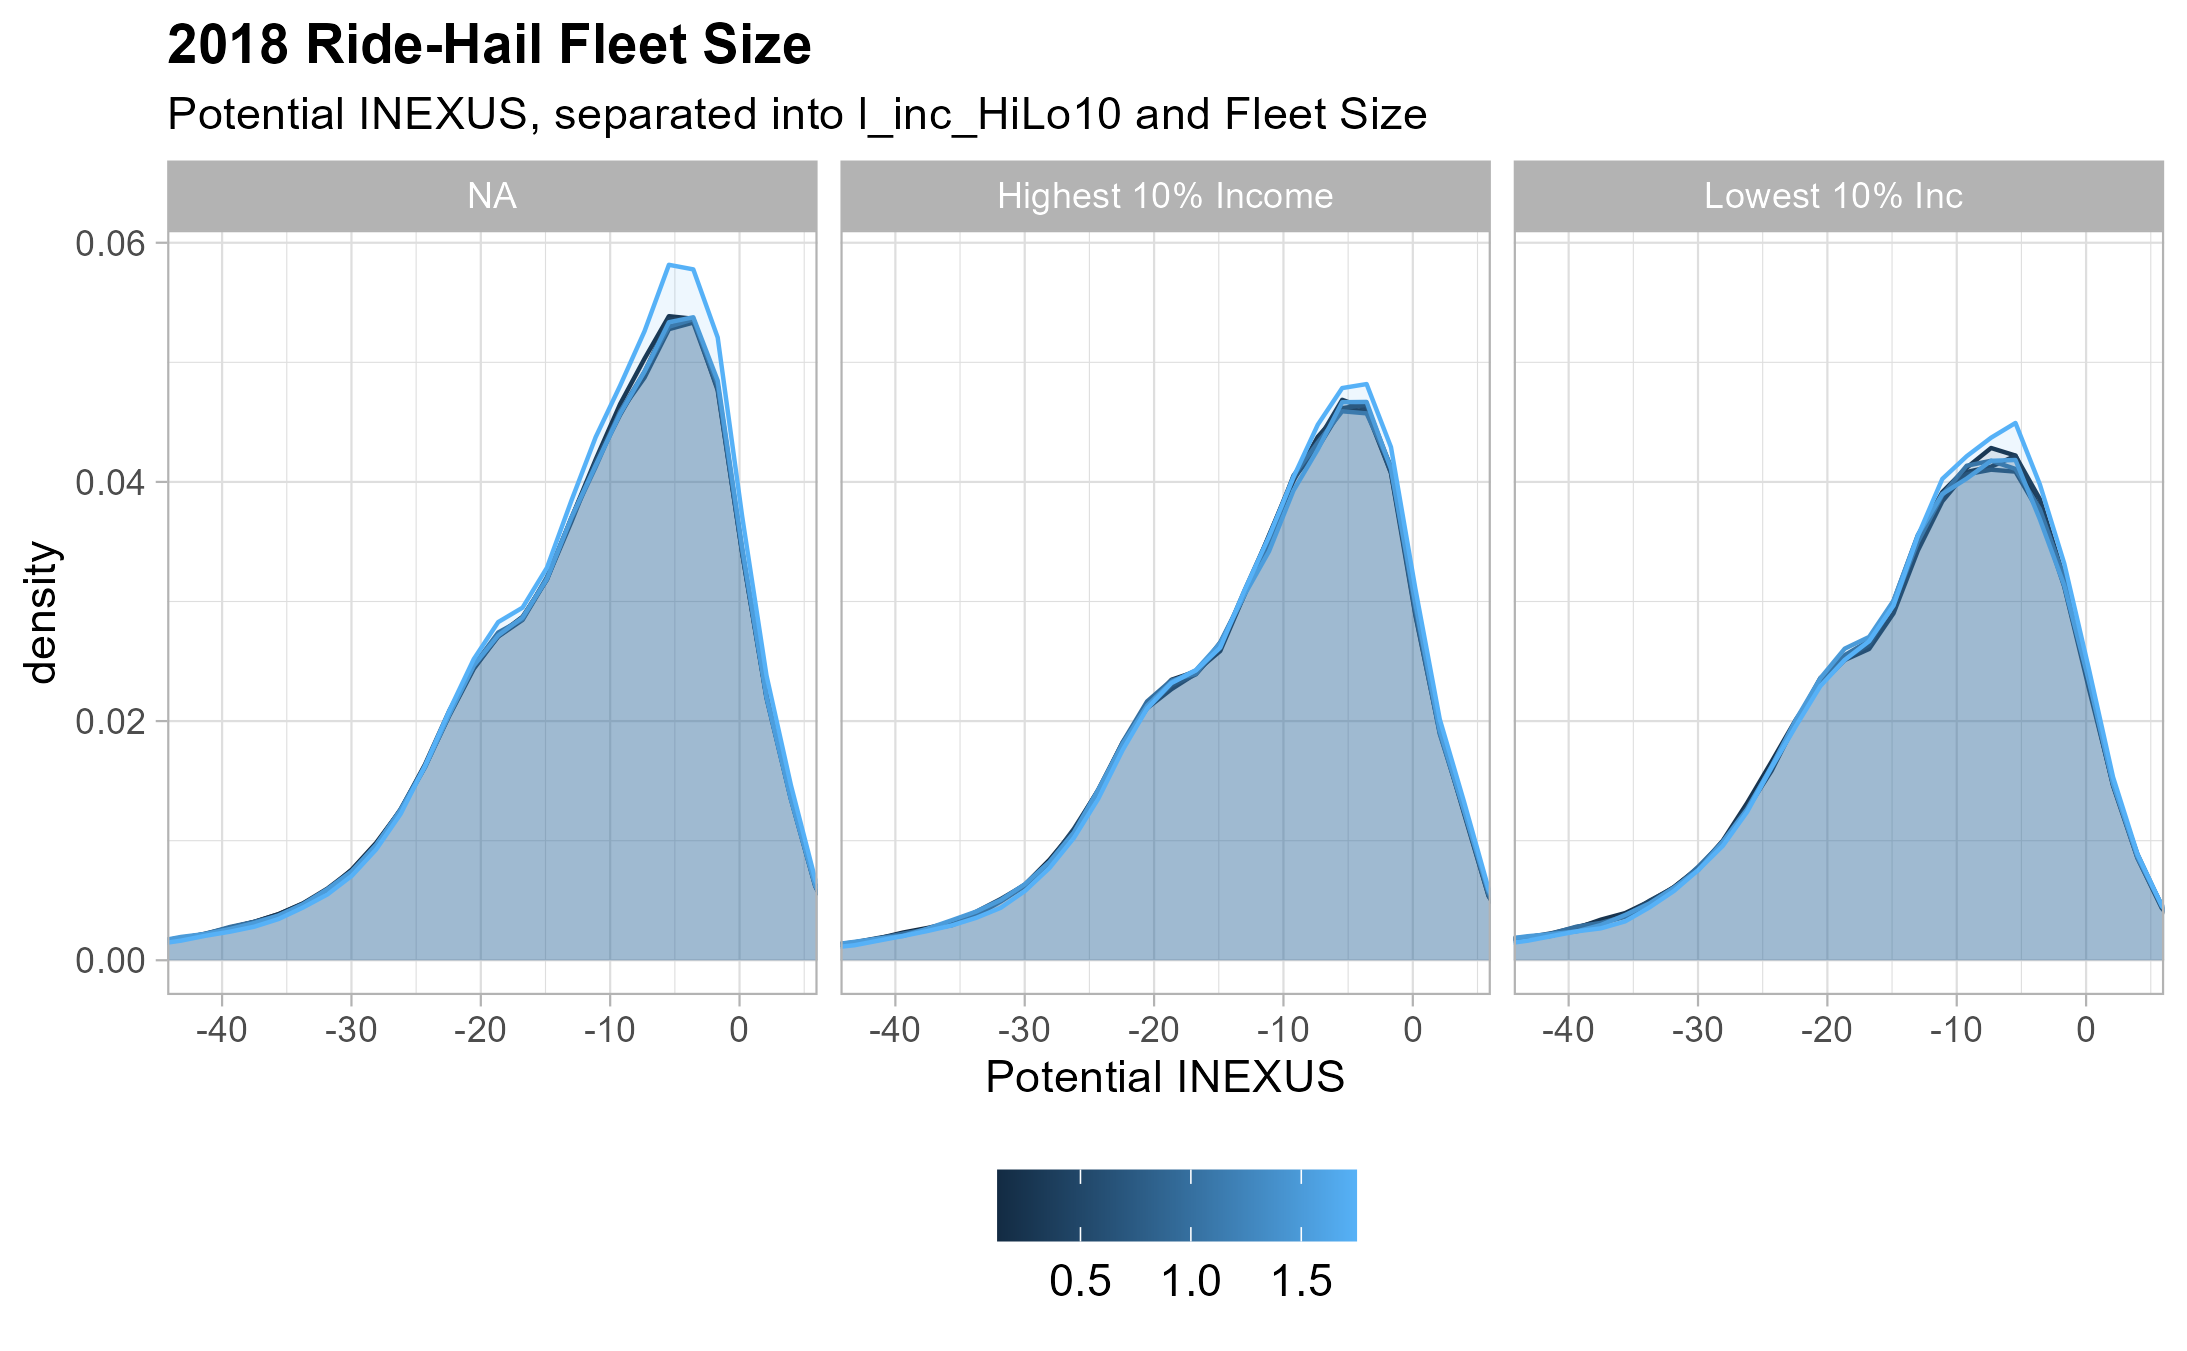 2018 Ride-Hail Fleet Size
Potential INEXUS, separated into l_inc_HiLo10 and Fleet Size
NA
Highest 10% Income
Lowest 10% Inc
0.06
0.04
0.02
0.00
density
-40 -30 -20 -10 0
-40 -30 -20 -10 0
-40 -30 -20 -10 0
Potential INEXUS
0.5 1.0 1.5